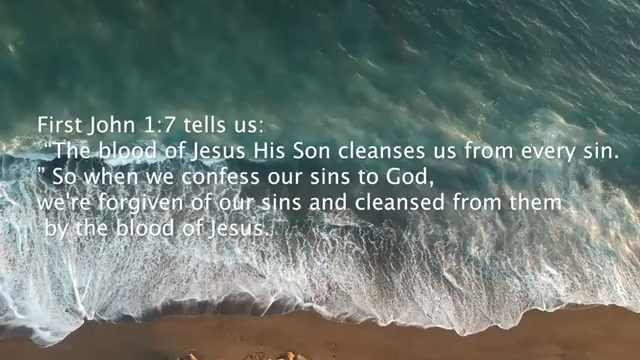 First John 1:7 tells us:
“The blood of Jesus His Son cleanses us from every sin.
” So when we confess our sins to God,
we're forgiven of our sins and cleansed from them
by the blood of Jesus.